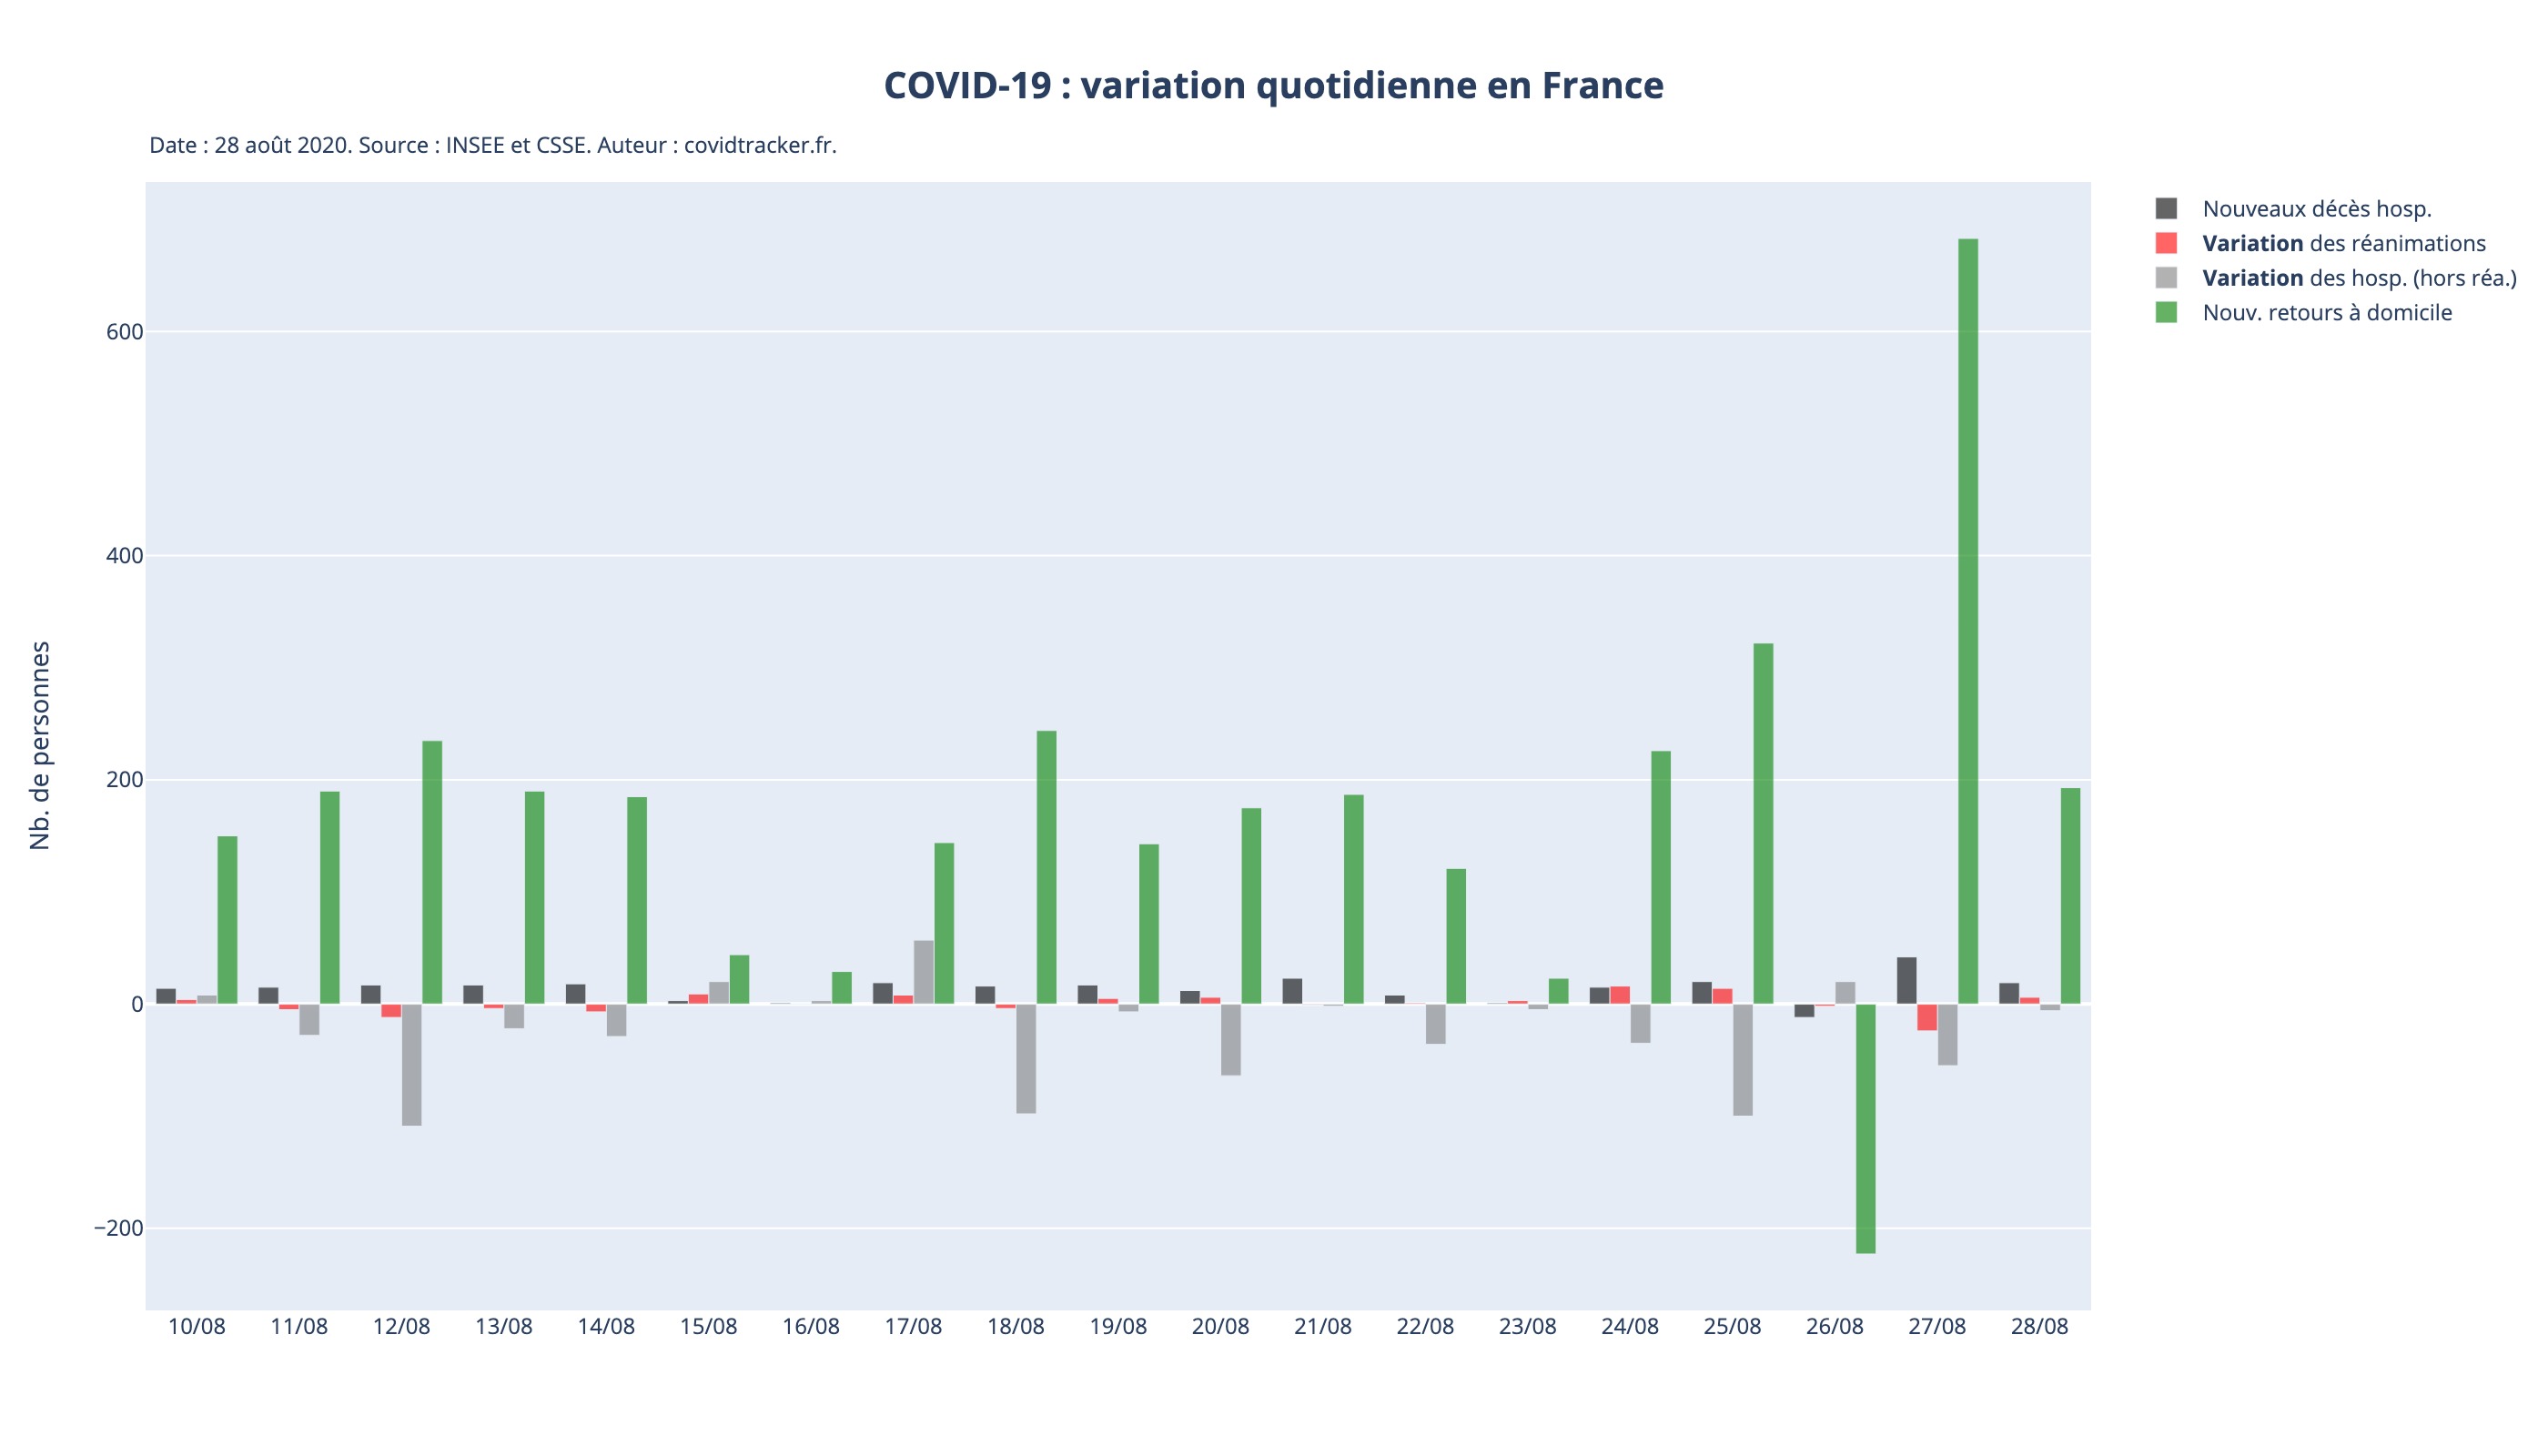 COVID-19 : variation quotidienne en France
Date : 28 août 2020. Source : INSEE et CSSE. Auteur : covidtracker.fr.
Nouveaux décès hosp.
Variation des réanimations
Variation des hosp. (hors réa.)
Nouv. retours à domicile
Nb. de personnes
600
400
200
0
−200
10/08 11/08 12/08 13/08 14/08 15/08 16/08 17/08 18/08 19/08 20/08 21/08 22/08 23/08 24/08 25/08 26/08 27/08 28/08